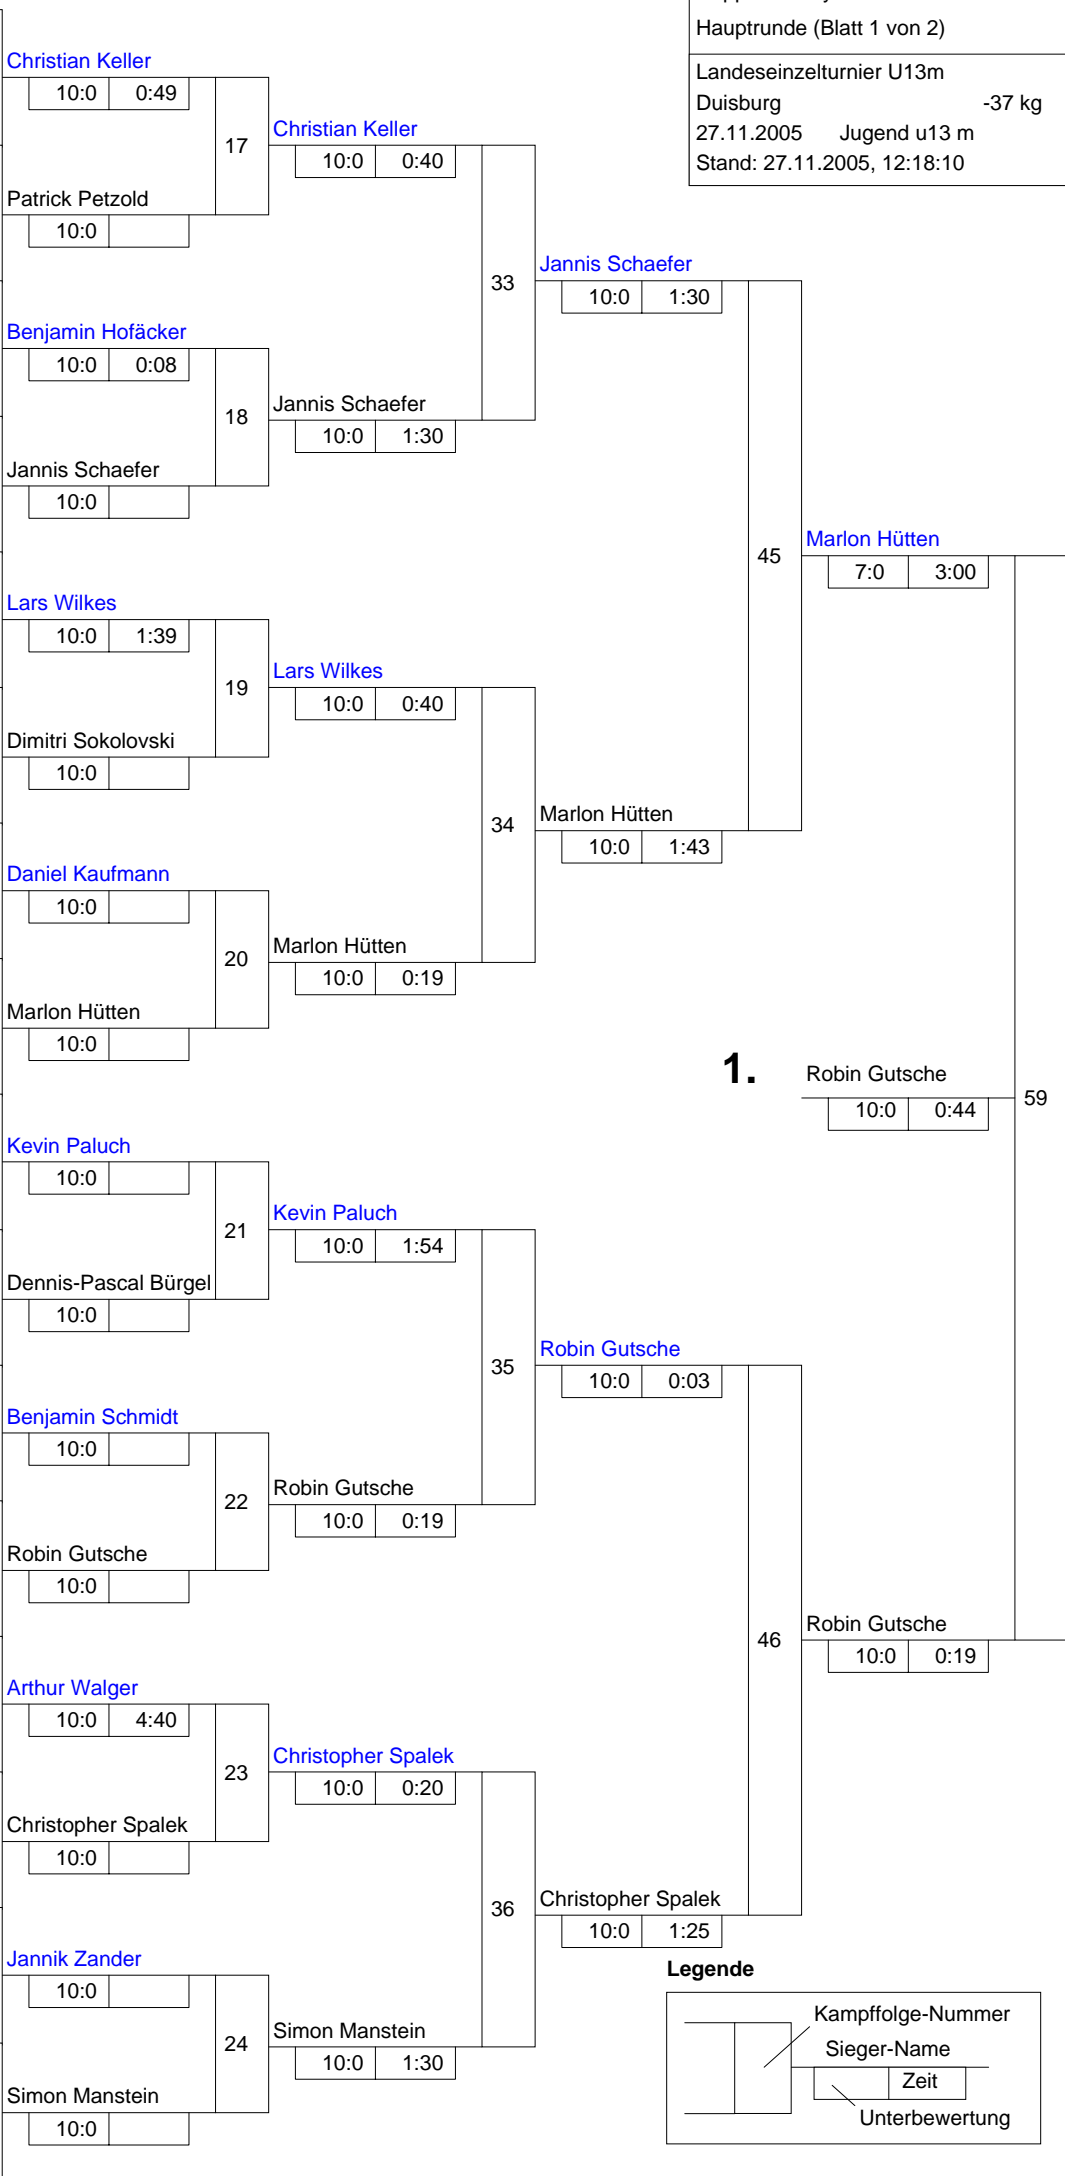 Hauptrunde (Blatt 1 von 2)
Landeseinzelturnier U13m
Duisburg -37 kg
27.11.2005 Jugend u13 m
Stand: 27.11.2005, 12:18:10
Christian Keller
10:0 0:49
17
Patrick Petzold
10:0
Benjamin Hofäcker
10:0 0:08
18
Jannis Schaefer
10:0
Lars Wilkes
10:0 1:39
19
Dimitri Sokolovski
10:0
Daniel Kaufmann
10:0
20
Marlon Hütten
10:0
Kevin Paluch
10:0
21
Dennis-Pascal Bürgel
10:0
Benjamin Schmidt
10:0
22
Robin Gutsche
10:0
Arthur Walger
10:0 4:40
23
Christopher Spalek
10:0
Jannik Zander
10:0
24
Simon Manstein
10:0
Christian Keller
10:0 0:40
33
Jannis Schaefer
10:0 1:30
Lars Wilkes
10:0 0:40
34
Marlon Hütten
10:0 0:19
Kevin Paluch
10:0 1:54
35
Robin Gutsche
10:0 0:19
Christopher Spalek
10:0 0:20
36
Simon Manstein
10:0 1:30
Jannis Schaefer
10:0 1:30
45
Marlon Hütten
10:0 1:43
Robin Gutsche
10:0 0:03
46
Christopher Spalek
10:0 1:25
Marlon Hütten
7:0 3:00
1. Robin Gutsche
10:0 0:44
59
Robin Gutsche
10:0 0:19
Legende
Kampffolge-Nummer
Sieger-Name
Zeit
Unterbewertung